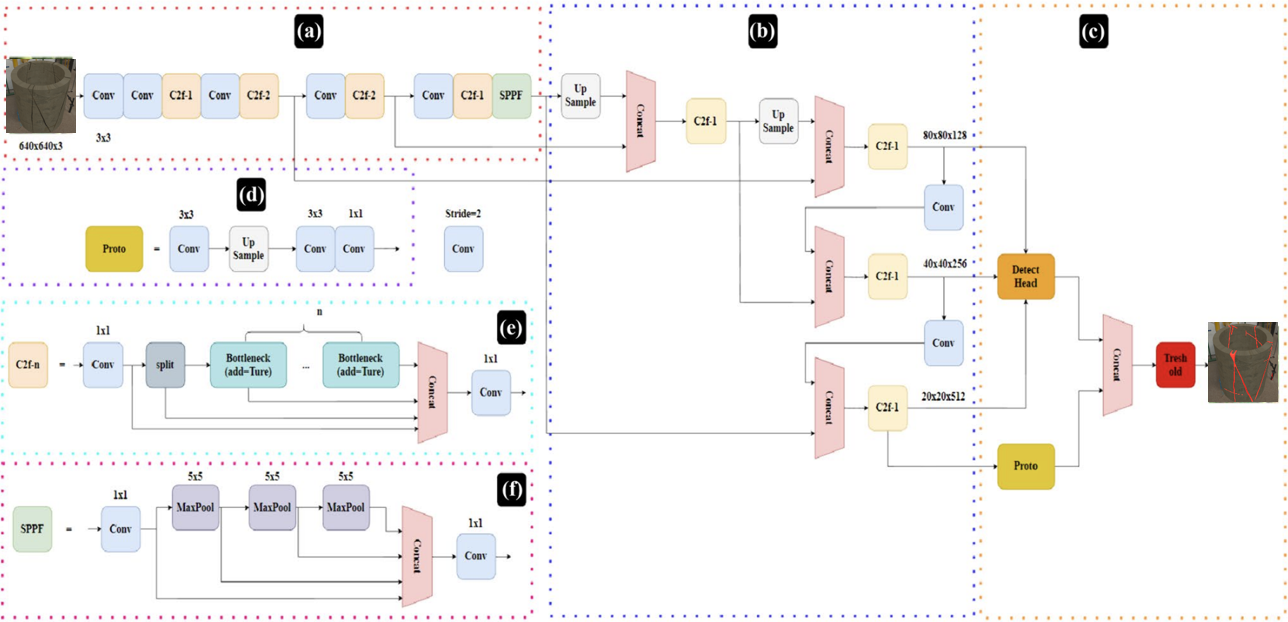 (a)
Conv
Conv
C2f-1
Conv
C2f-2
Conv
C2f-2
Conv
C2f-1
SPPF
640x640x3
3x3
(b)
Up
Sample
Concat
C2f-1
Up
Sample
Concat
C2f-1
80x80x128
Conv
Concat
C2f-1
40x40x256
Conv
Concat
C2f-1
20x20x512
(c)
Detect
Head
Proto
Concat
Tresh
old
(d)
Proto
=
3x3
Conv
Up
Sample
3x3
Conv
1x1
Conv
Stride=2
Conv
(e)
C2f-n
=
1x1
Conv
split
n
Bottleneck
(add=Ture)
...
Bottleneck
(add=Ture)
Concat
1x1
Conv
(f)
SPPF
=
1x1
Conv
5x5
MaxPool
5x5
MaxPool
5x5
MaxPool
Concat
1x1
Conv